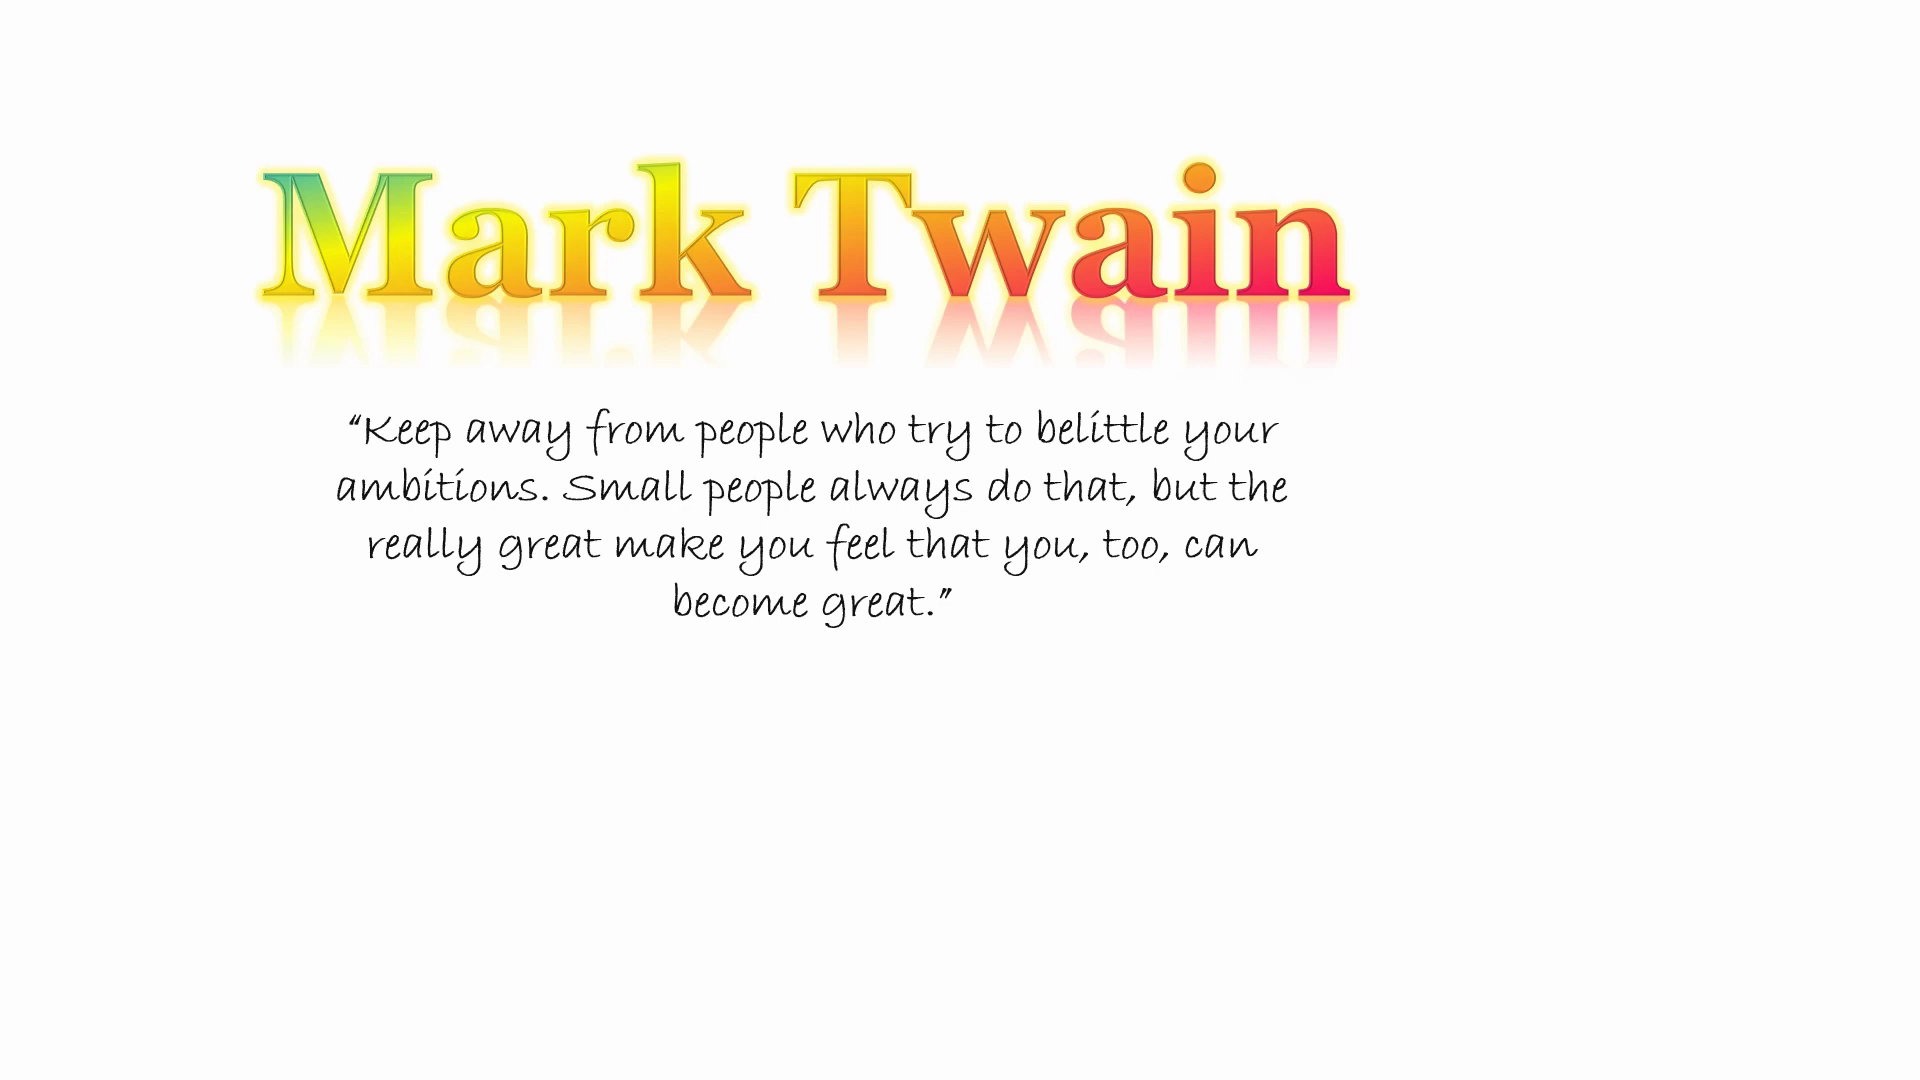 Mark Twain
“Keep away from people who try to belittle your
ambitions. Small people always do that, but the
really great make you feel that you, too, can
become great.”